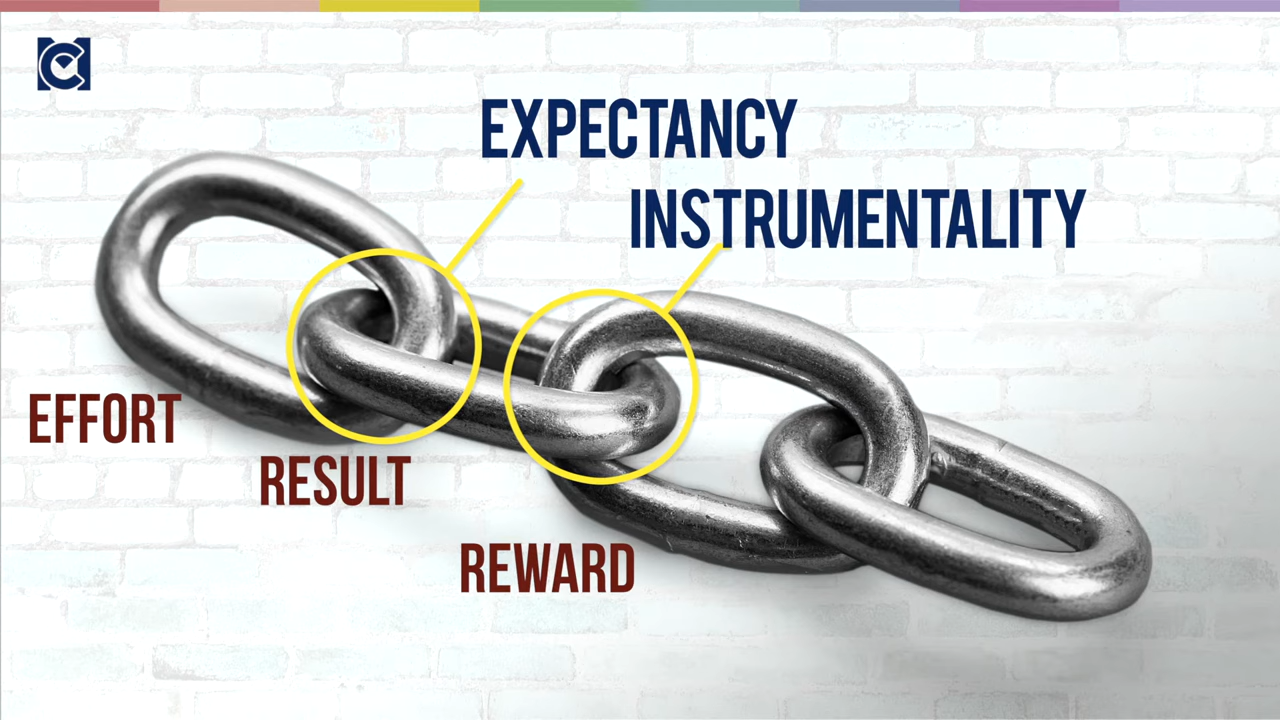 EXPECTANCY
INSTRUMENTALITY
EFFORT
RESULT
REWARD